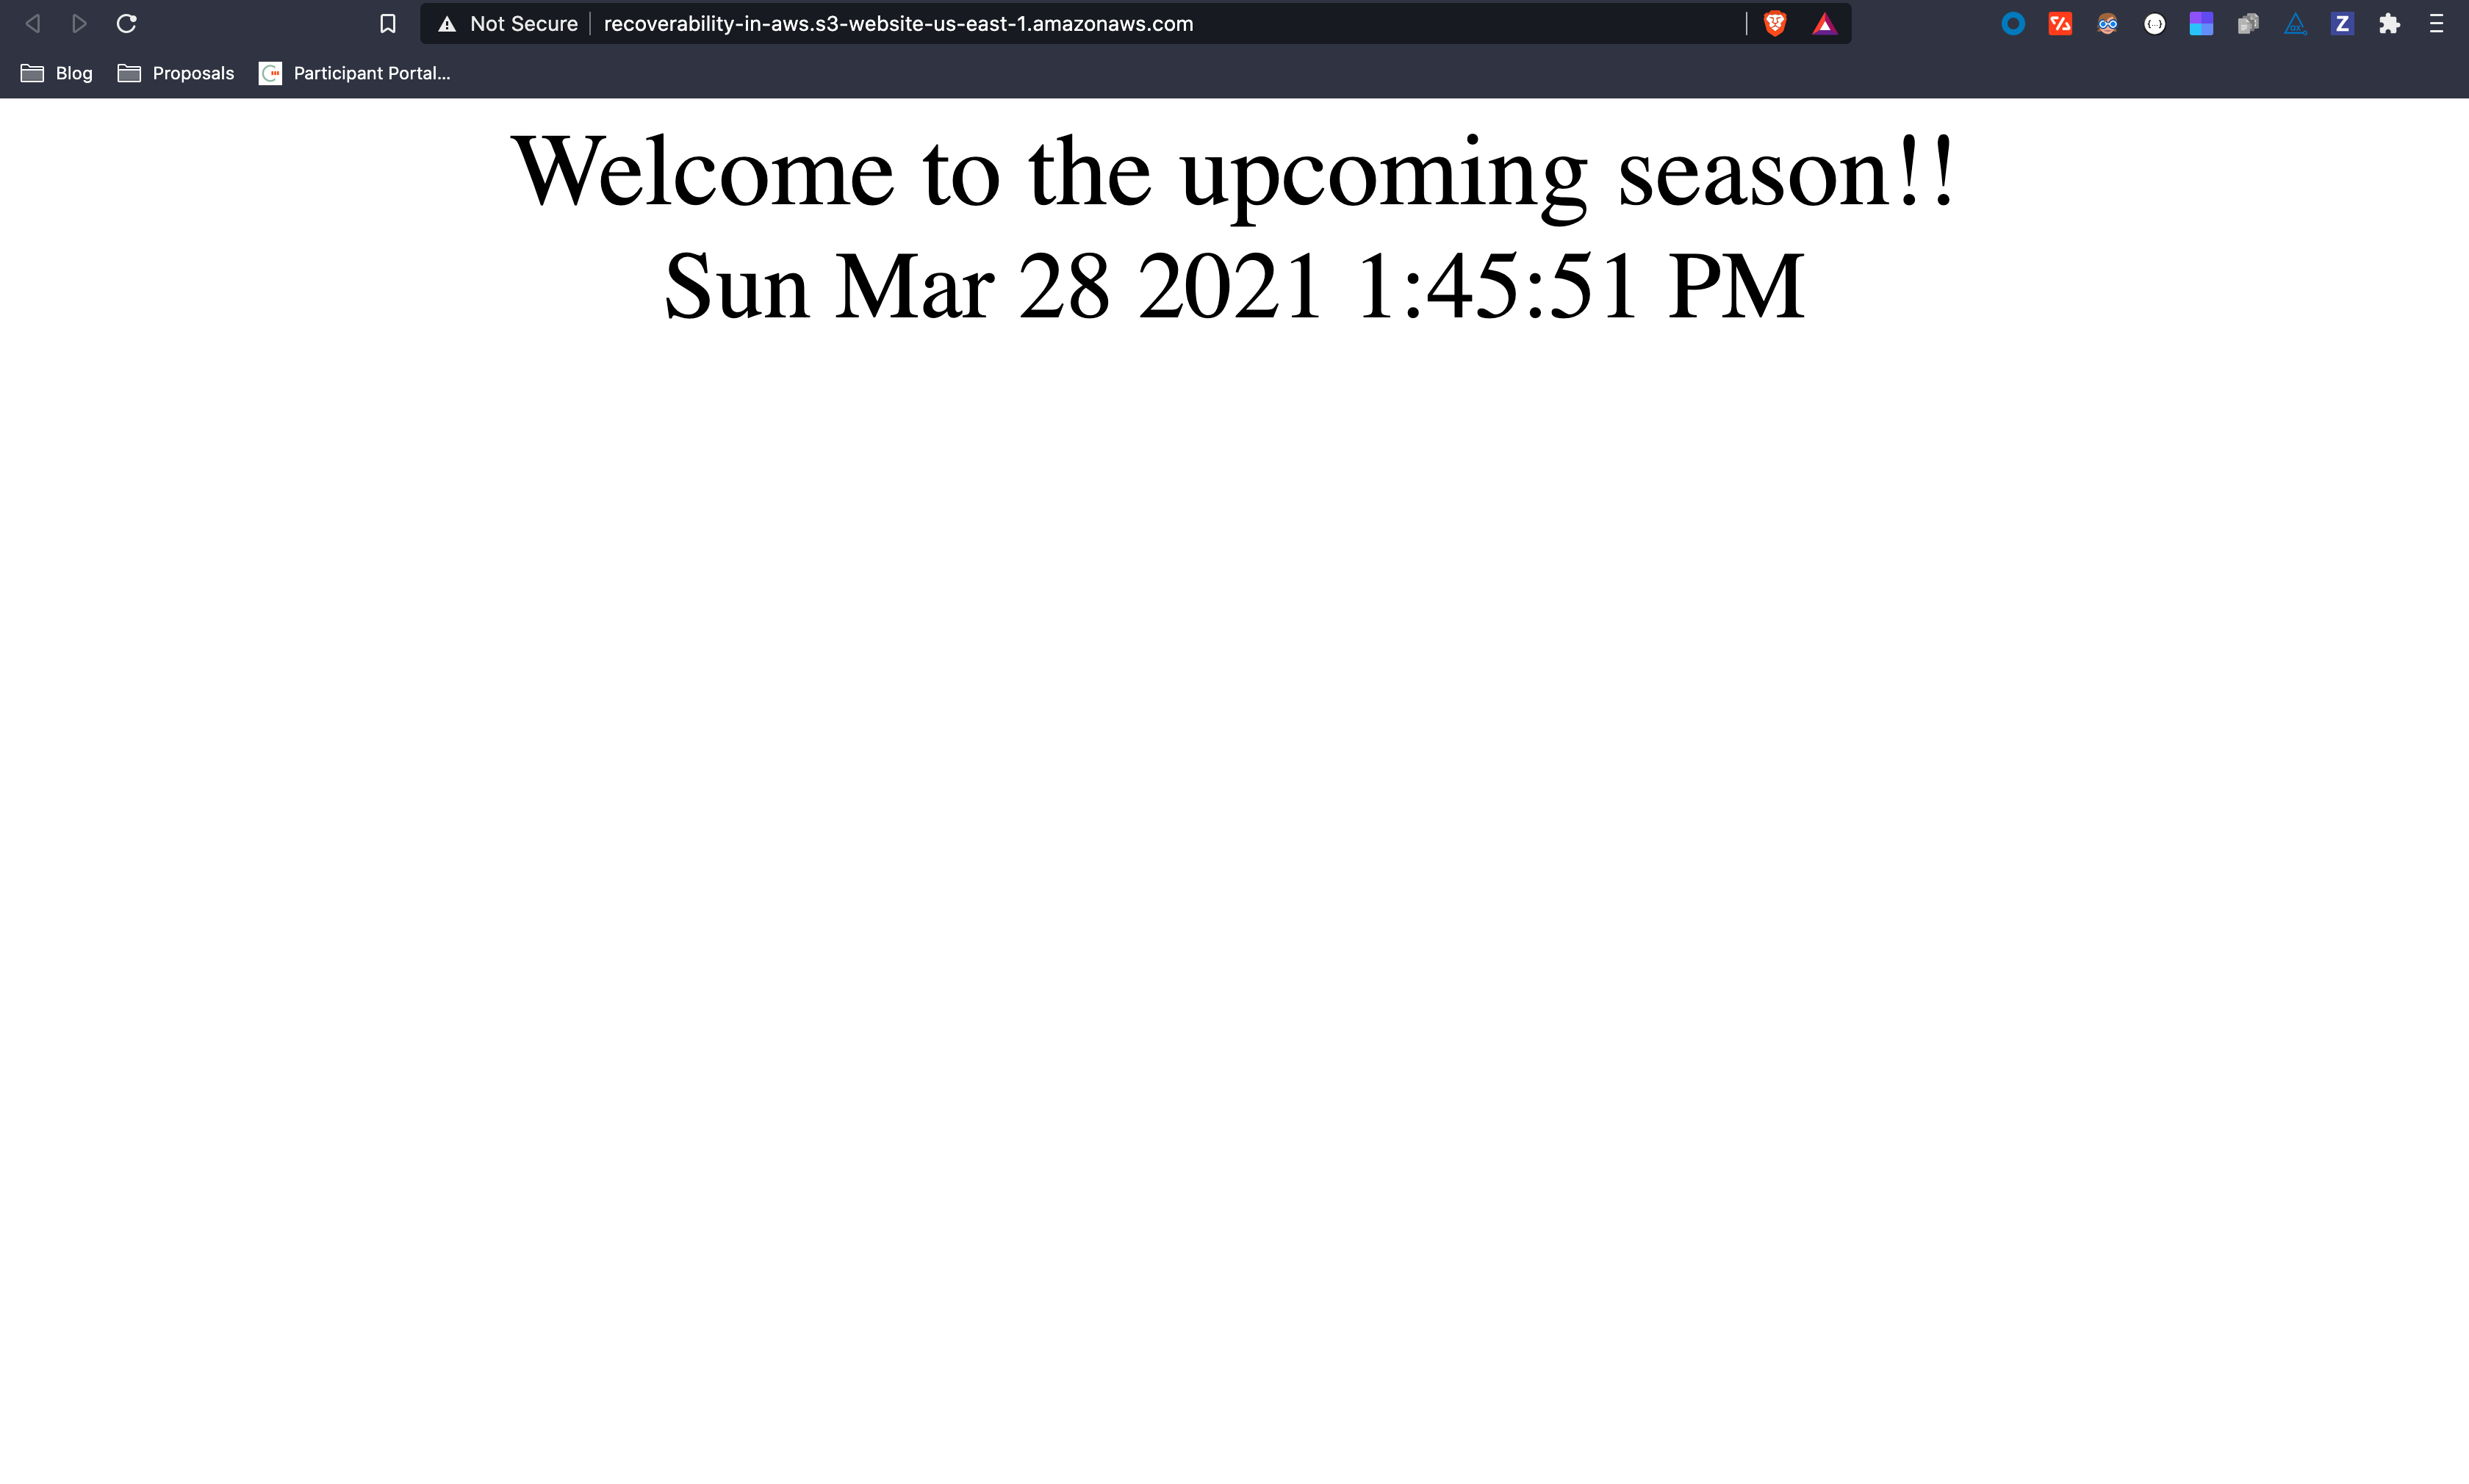 Not Secure recoverability-in-aws.s3-website-us-east-1.amazonaws.com
Blog Proposals Participant Portal...
Welcome to the upcoming season!!
Sun Mar 28 2021 1:45:51 PM